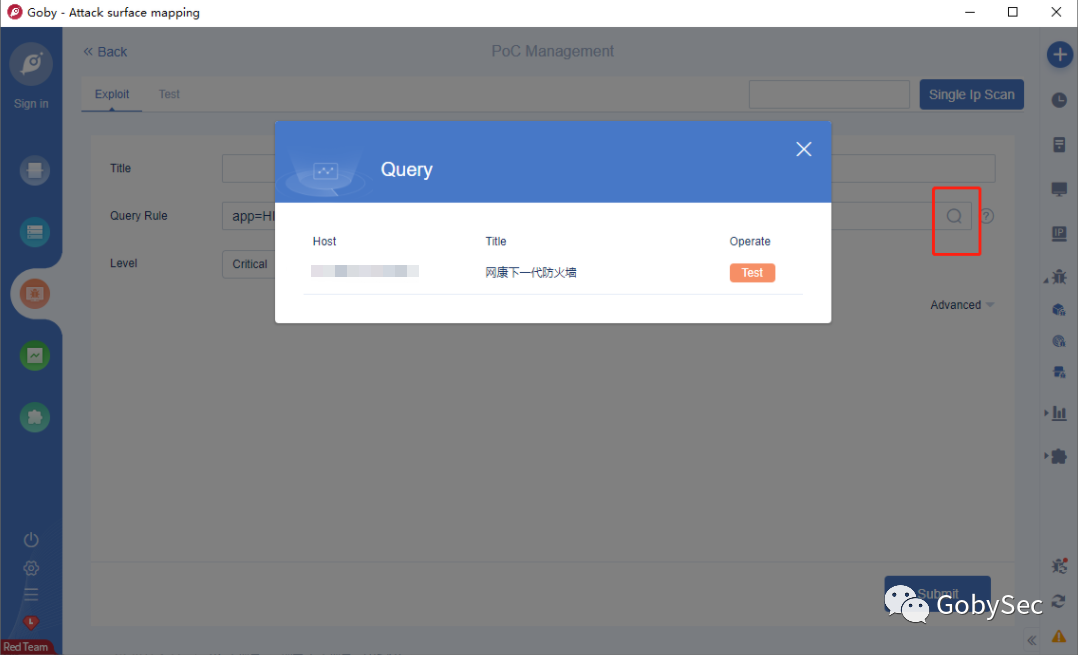 Goby - Attack surface mapping
« Back
PoC Management
Sign in
Exploit
Test
Single Ip Scan
Query
Title
Query Rule
app=HI
?
Host
Title
Operate
Level
Critical
网康下一代防火墙
Test
Advanced
IP
Submit
GobySec
Red Team